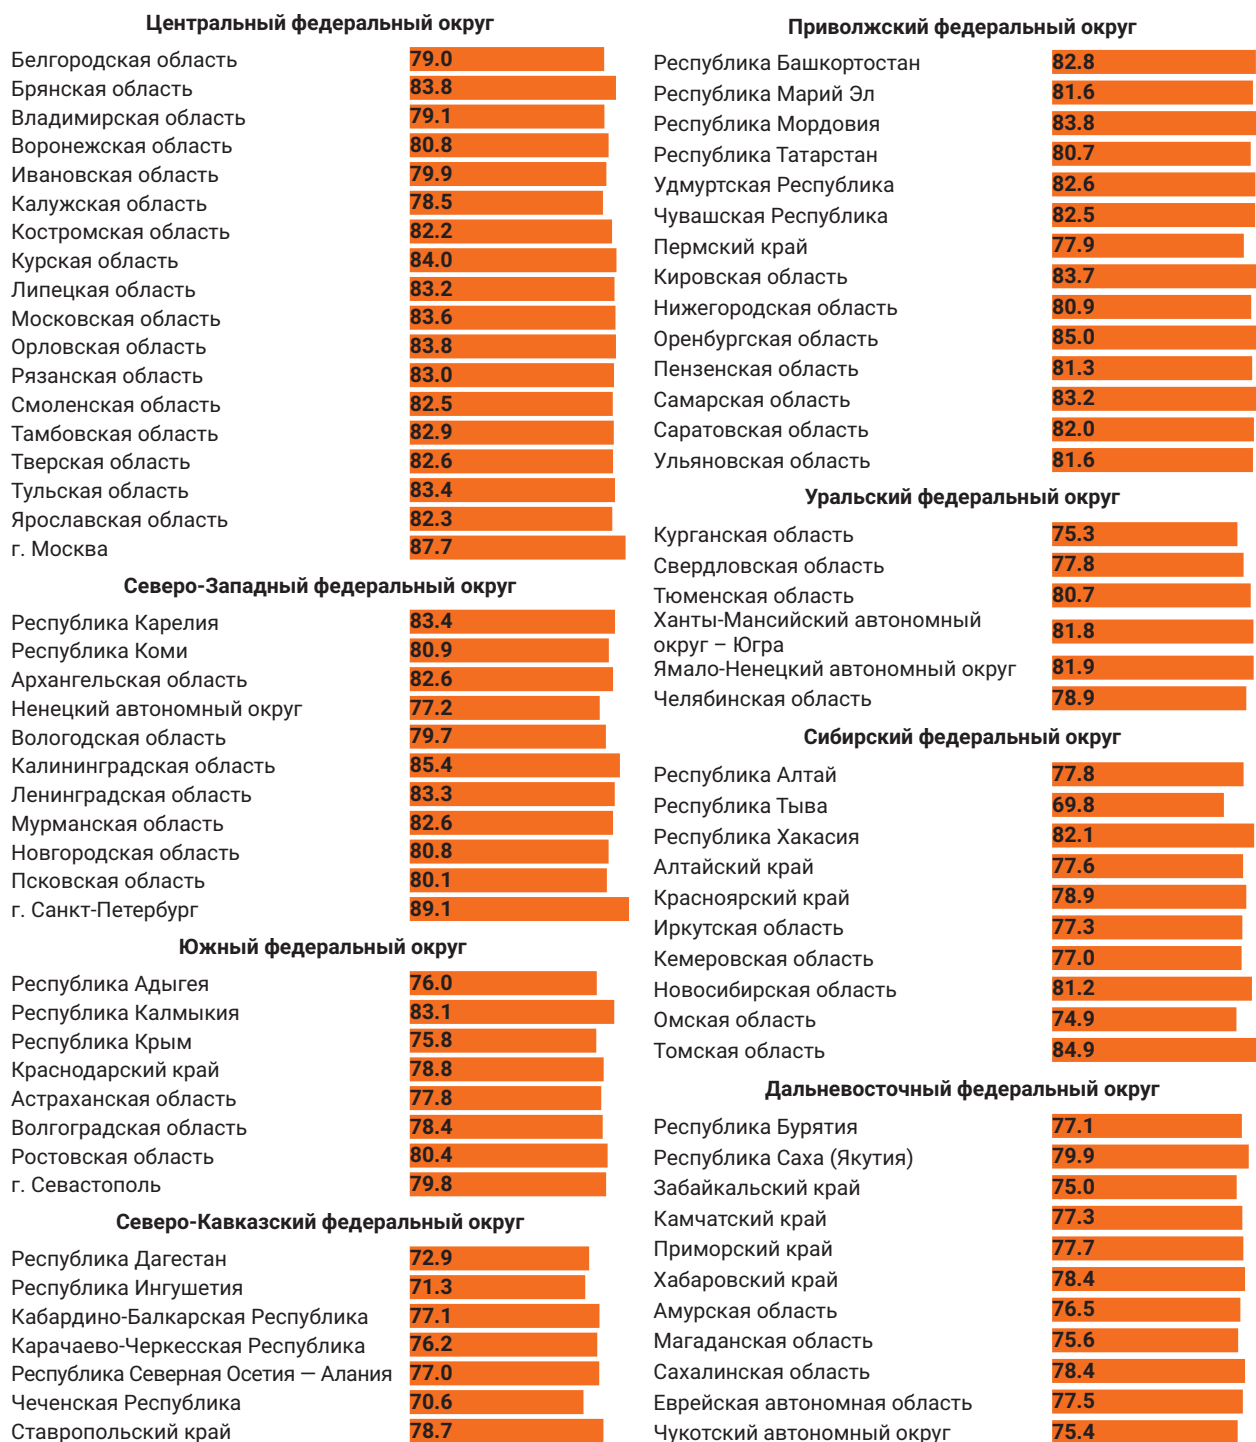 Центральный федеральный округ
Белгородская область 79.0
Брянская область 83.8
Владимирская область 79.1
Воронежская область 80.8
Ивановская область 79.9
Калужская область 78.5
Костромская область 82.2
Курская область 84.0
Липецкая область 83.2
Московская область 83.6
Орловская область 83.8
Рязанская область 83.0
Смоленская область 82.5
Тамбовская область 82.9
Тверская область 82.6
Тульская область 83.4
Ярославская область 82.3
г. Москва 87.7
Северо-Западный федеральный округ
Республика Карелия 83.4
Республика Коми 80.9
Архангельская область 82.6
Ненецкий автономный округ 77.2
Вологодская область 79.7
Калининградская область 85.4
Ленинградская область 83.3
Мурманская область 82.6
Новгородская область 80.8
Псковская область 80.1
г. Санкт-Петербург 89.1
Южный федеральный округ
Республика Адыгея 76.0
Республика Калмыкия 83.1
Республика Крым 75.8
Краснодарский край 78.8
Астраханская область 77.8
Волгоградская область 78.4
Ростовская область 80.4
г. Севастополь 79.8
Северо-Кавказский федеральный округ
Республика Дагестан 72.9
Республика Ингушетия 71.3
Кабардино-Балкарская Республика 77.1
Карачаево-Черкесская Республика 76.2
Республика Северная Осетия — Алания 77.0
Чеченская Республика 70.6
Ставропольский край 78.7
Приволжский федеральный округ
Республика Башкортостан 82.8
Республика Марий Эл 81.6
Республика Мордовия 83.8
Республика Татарстан 80.7
Удмуртская Республика 82.6
Чувашская Республика 82.5
Пермский край 77.9
Кировская область 83.7
Нижегородская область 80.9
Оренбургская область 85.0
Пензенская область 81.3
Самарская область 83.2
Саратовская область 82.0
Ульяновская область 81.6
Уральский федеральный округ
Курганская область 75.3
Свердловская область 77.8
Тюменская область 80.7
Ханты-Мансийский автономный
округ – Югра 81.8
Ямало-Ненецкий автономный округ 81.9
Челябинская область 78.9
Сибирский федеральный округ
Республика Алтай 77.8
Республика Тыва 69.8
Республика Хакасия 82.1
Алтайский край 77.6
Красноярский край 78.9
Иркутская область 77.3
Кемеровская область 77.0
Новосибирская область 81.2
Омская область 74.9
Томская область 84.9
Дальневосточный федеральный округ
Республика Бурятия 77.1
Республика Саха (Якутия) 79.9
Забайкальский край 75.0
Камчатский край 77.3
Приморский край 77.7
Хабаровский край 78.4
Амурская область 76.5
Магаданская область 75.6
Сахалинская область 78.4
Еврейская автономная область 77.5
Чукотский автономный округ 75.4